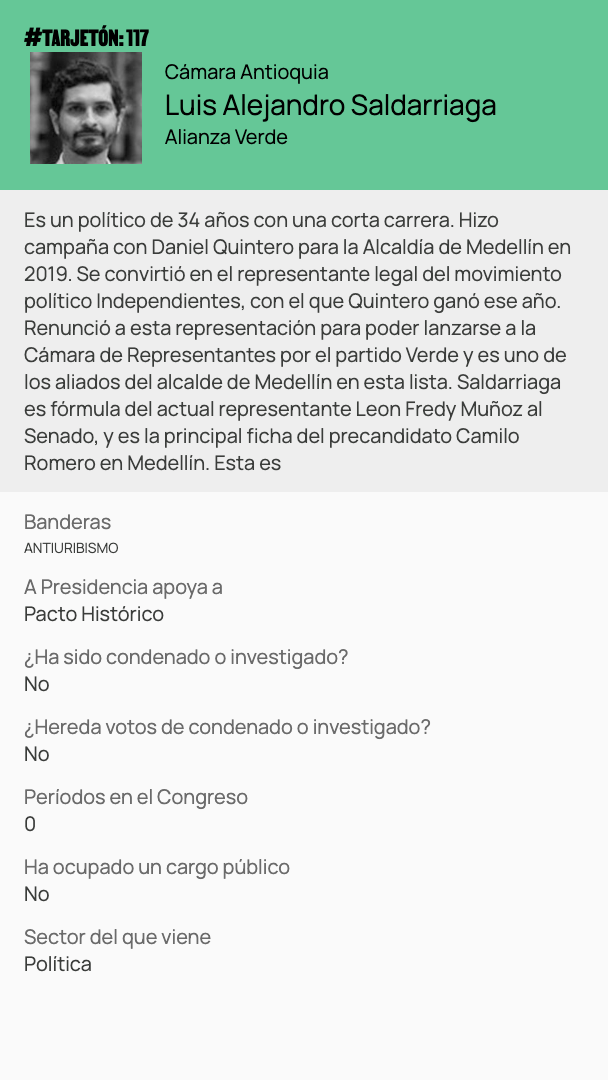 #TARJETÓN: 117
Cámara Antioquia
Luis Alejandro Saldarriaga
Alianza Verde
Es un político de 34 años con una corta carrera. Hizo
campaña con Daniel Quintero para la Alcaldía de Medellín en
2019. Se convirtió en el representante legal del movimiento
político Independientes, con el que Quintero ganó ese año.
Renunció a esta representación para poder lanzarse a la
Cámara de Representantes por el partido Verde y es uno de
los aliados del alcalde de Medellín en esta lista. Saldarriaga
es fórmula del actual representante Leon Fredy Muñoz al
Senado, y es la principal ficha del precandidato Camilo
Romero en Medellín. Esta es
Banderas
ANTIURIBISMO
A Presidencia apoya a
Pacto Histórico
¿Ha sido condenado o investigado?
No
¿Hereda votos de condenado o investigado?
No
Períodos en el Congreso
0
Ha ocupado un cargo público
No
Sector del que viene
Política